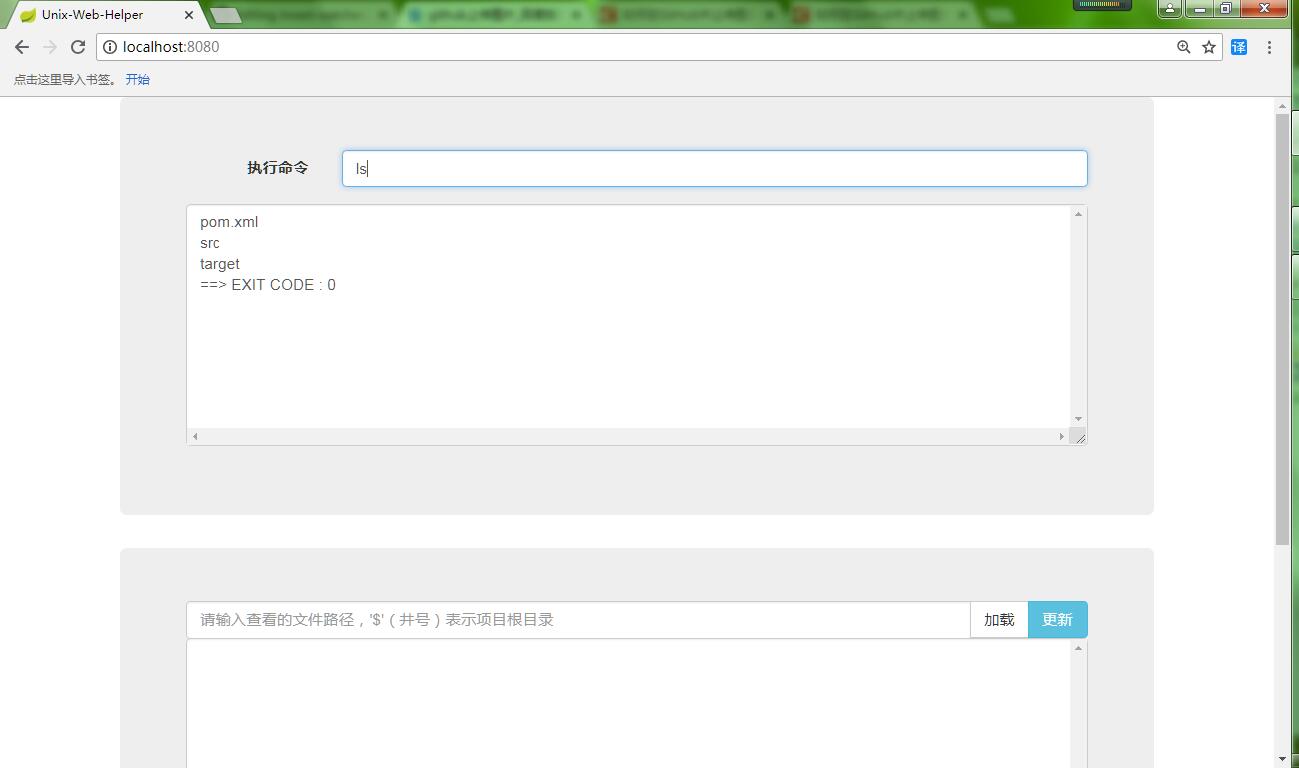 Unix-Web-Helper
localhost:8080
译
点击这里导入书签。 开始
执行命令
ls
pom.xml
src
target
==> EXIT CODE : 0
请输入查看的文件路径，'$'（井号）表示项目根目录
加载
更新